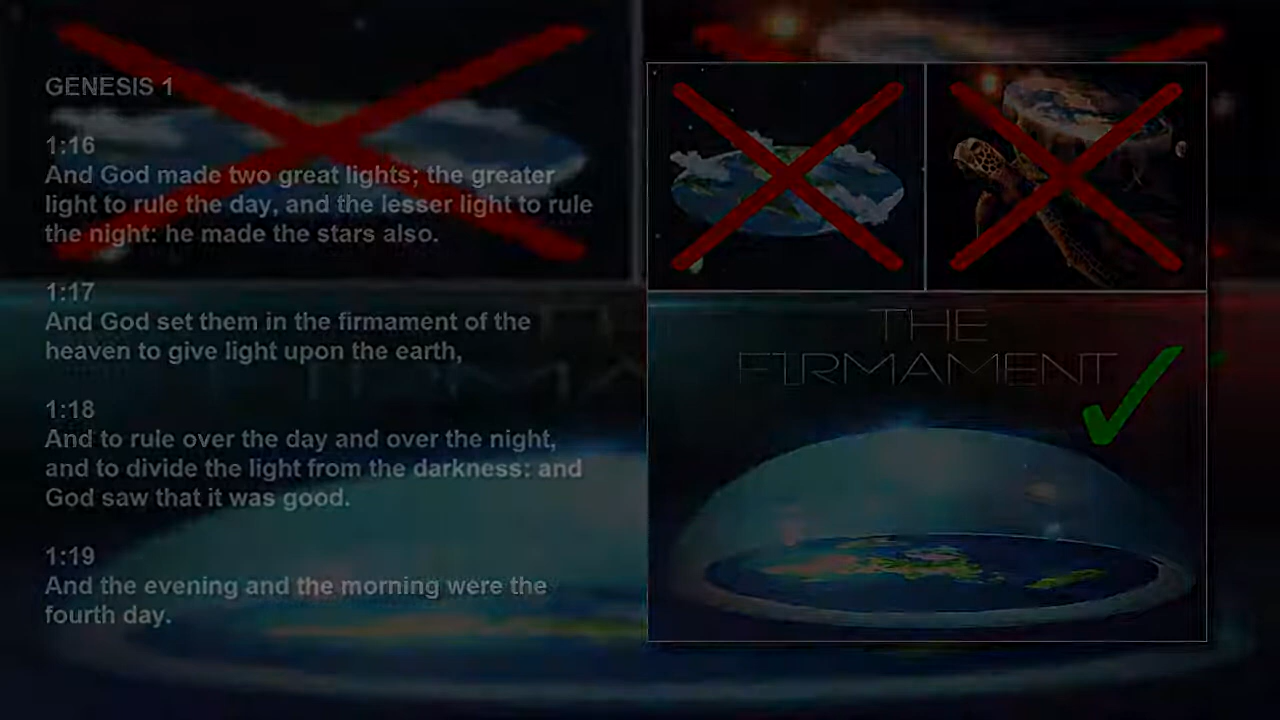 GENESIS 1
1:16
And God made two great lights; the greater
light to rule the day, and the lesser light to rule
the night: he made the stars also.
1:17
And God set them in the firmament of the
heaven to give light upon the earth,
1:18
And to rule over the day and over the night,
and to divide the light from the darkness: and
God saw that it was good.
1:19
And the evening and the morning were the
fourth day.
THE
FIRMAMENT